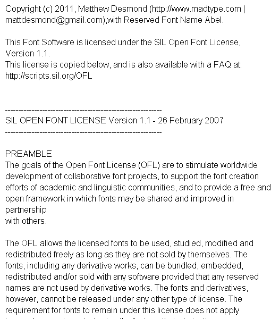 Copyright (c) 2011, Matthew Desmond (http://www.madtype.com |
mattdesmond@gmail.com),with Reserved Font Name Abel.
This Font Software is licensed under the SIL Open Font License,
Version 1.1.
This license is copied below, and is also available with a FAQ at:
http://scripts.sil.org/OFL
-----------------------------------------------------------
SIL OPEN FONT LICENSE Version 1.1 - 26 February 2007
-----------------------------------------------------------
PREAMBLE
The goals of the Open Font License (OFL) are to stimulate worldwide
development of collaborative font projects, to support the font creation
efforts of academic and linguistic communities, and to provide a free and
open framework in which fonts may be shared and improved in
partnership
with others.
The OFL allows the licensed fonts to be used, studied, modified and
redistributed freely as long as they are not sold by themselves. The
fonts, including any derivative works, can be bundled, embedded,
redistributed and/or sold with any software provided that any reserved
names are not used by derivative works. The fonts and derivatives,
however, cannot be released under any other type of license. The
requirement for fonts to remain under this license does not apply